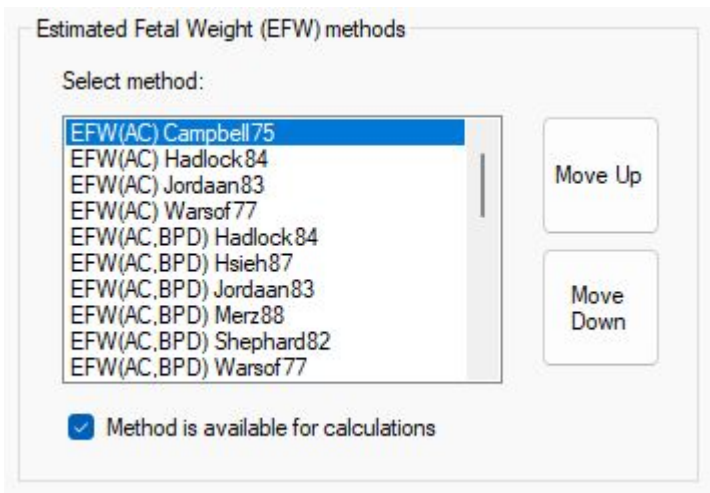 Estimated Fetal Weight (EFW) methods
Select method:
EFW(AC) Campbell75
EFW(AC) Hadlock84
EFW(AC) Jordaan83
EFW(AC) Warsof77
EFW(AC,BPD) Hadlock84
EFW(AC,BPD) Hsieh87
EFW(AC,BPD) Jordaan83
EFW(AC,BPD) Merz88
EFW(AC,BPD) Shephard82
EFW(AC,BPD) Warsof77
Move Up
Move
Down
Method is available for calculations